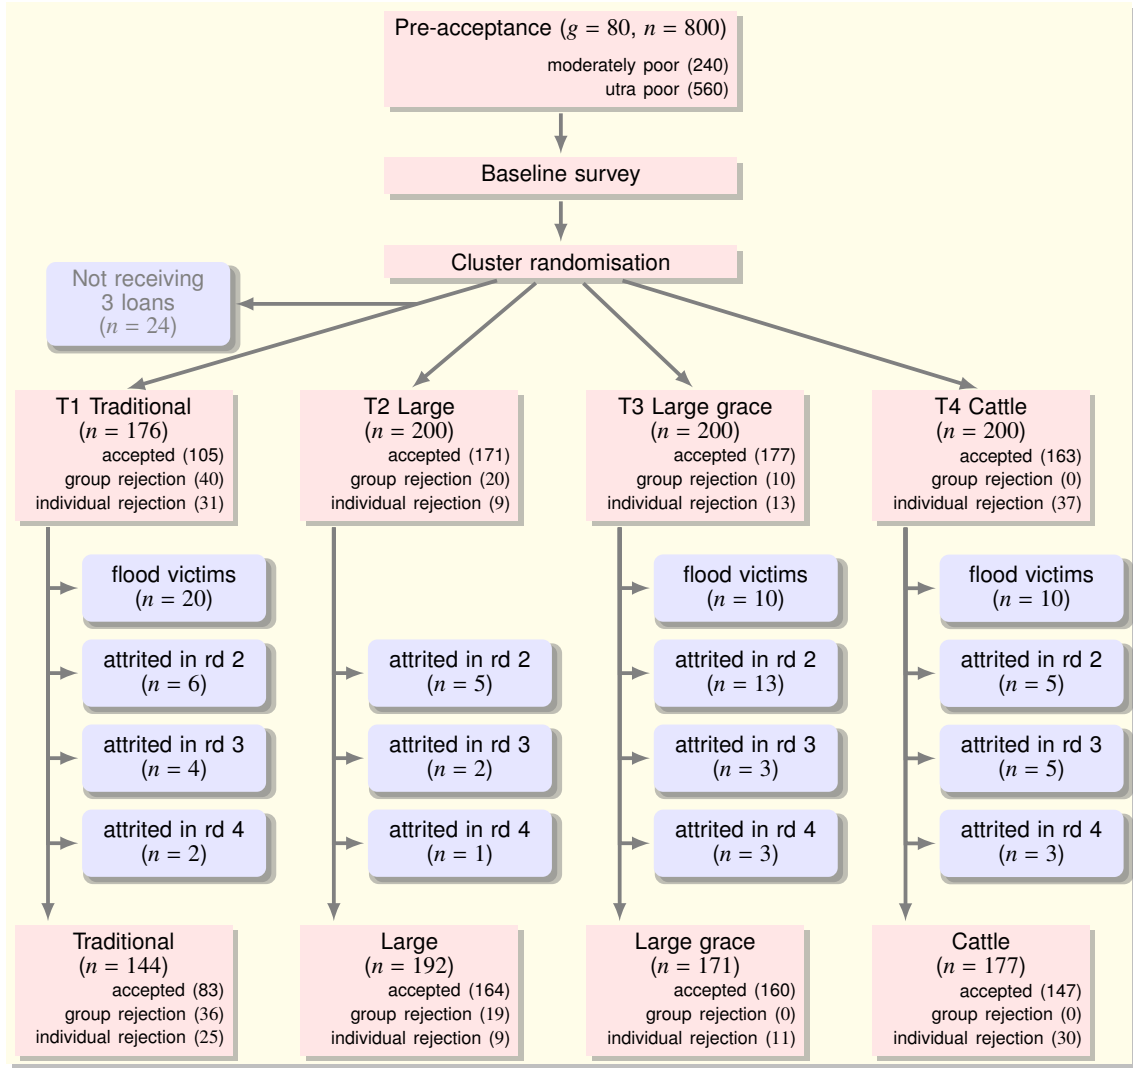 Pre-acceptance (g = 80, n = 800)
moderately poor (240)
utra poor (560)
Baseline survey
Cluster randomisation
Not receiving
3 loans
(n = 24)
T1 Traditional
(n = 176)
accepted (105)
group rejection (40)
individual rejection (31)
T2 Large
(n = 200)
accepted (171)
group rejection (20)
individual rejection (9)
T3 Large grace
(n = 200)
accepted (177)
group rejection (10)
individual rejection (13)
T4 Cattle
(n = 200)
accepted (163)
group rejection (0)
individual rejection (37)
flood victims
(n = 20)
flood victims
(n = 10)
flood victims
(n = 10)
attrited in rd 2
(n = 6)
attrited in rd 2
(n = 5)
attrited in rd 2
(n = 13)
attrited in rd 2
(n = 5)
attrited in rd 3
(n = 4)
attrited in rd 3
(n = 2)
attrited in rd 3
(n = 3)
attrited in rd 3
(n = 5)
attrited in rd 4
(n = 2)
attrited in rd 4
(n = 1)
attrited in rd 4
(n = 3)
attrited in rd 4
(n = 3)
Traditional
(n = 144)
accepted (83)
group rejection (36)
individual rejection (25)
Large
(n = 192)
accepted (164)
group rejection (19)
individual rejection (9)
Large grace
(n = 171)
accepted (160)
group rejection (0)
individual rejection (11)
Cattle
(n = 177)
accepted (147)
group rejection (0)
individual rejection (30)